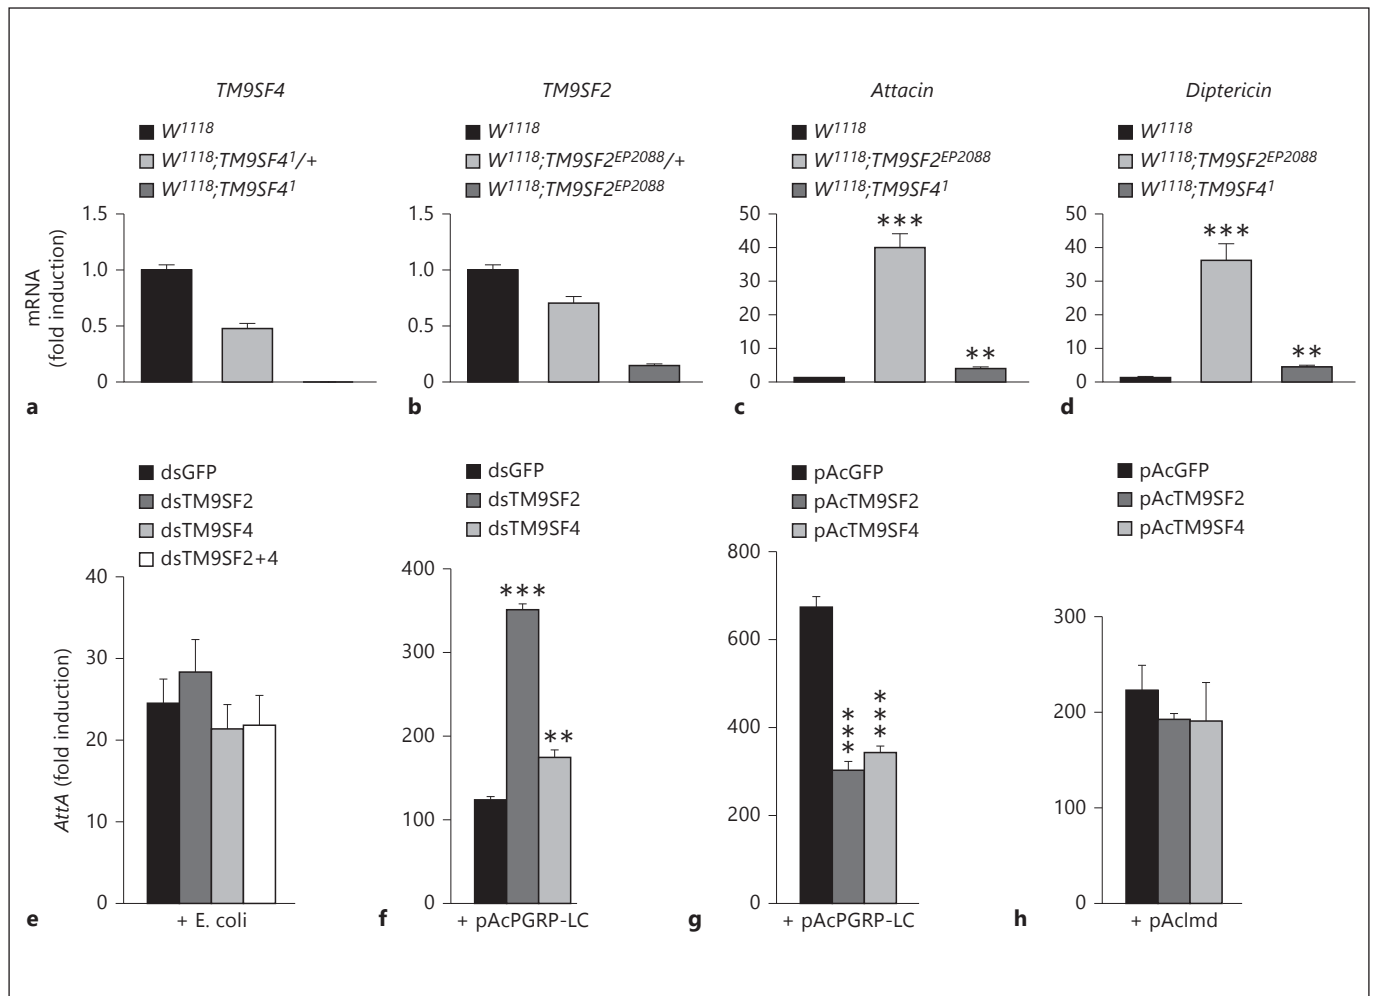 TM9SF4
W1118
W1118;TM9SF41/+
W1118;TM9SF41
mRNA
(fold induction)
1.5
1.0
0.5
0
a
TM9SF2
W1118
W1118;TM9SF2EP2088/+
W1118;TM9SF2EP2088
1.5
1.0
0.5
0
b
Attacin
W1118
W1118;TM9SF2EP2088
W1118;TM9SF41
50
40
30
20
10
0
***
**
c
Diptericin
W1118
W1118;TM9SF2EP2088
W1118;TM9SF41
50
40
30
20
10
0
***
**
d
dsGFP
dsTM9SF2
dsTM9SF4
dsTM9SF2+4
AttA (fold induction)
40
30
20
10
0
+ E. coli
e
dsGFP
dsTM9SF2
dsTM9SF4
400
300
200
100
0
***
**
+ pAcPGRP-LC
f
pAcGFP
pAcTM9SF2
pAcTM9SF4
800
600
400
200
0
***
***
+ pAcPGRP-LC
g
pAcGFP
pAcTM9SF2
pAcTM9SF4
300
200
100
0
+ pAclmd
h